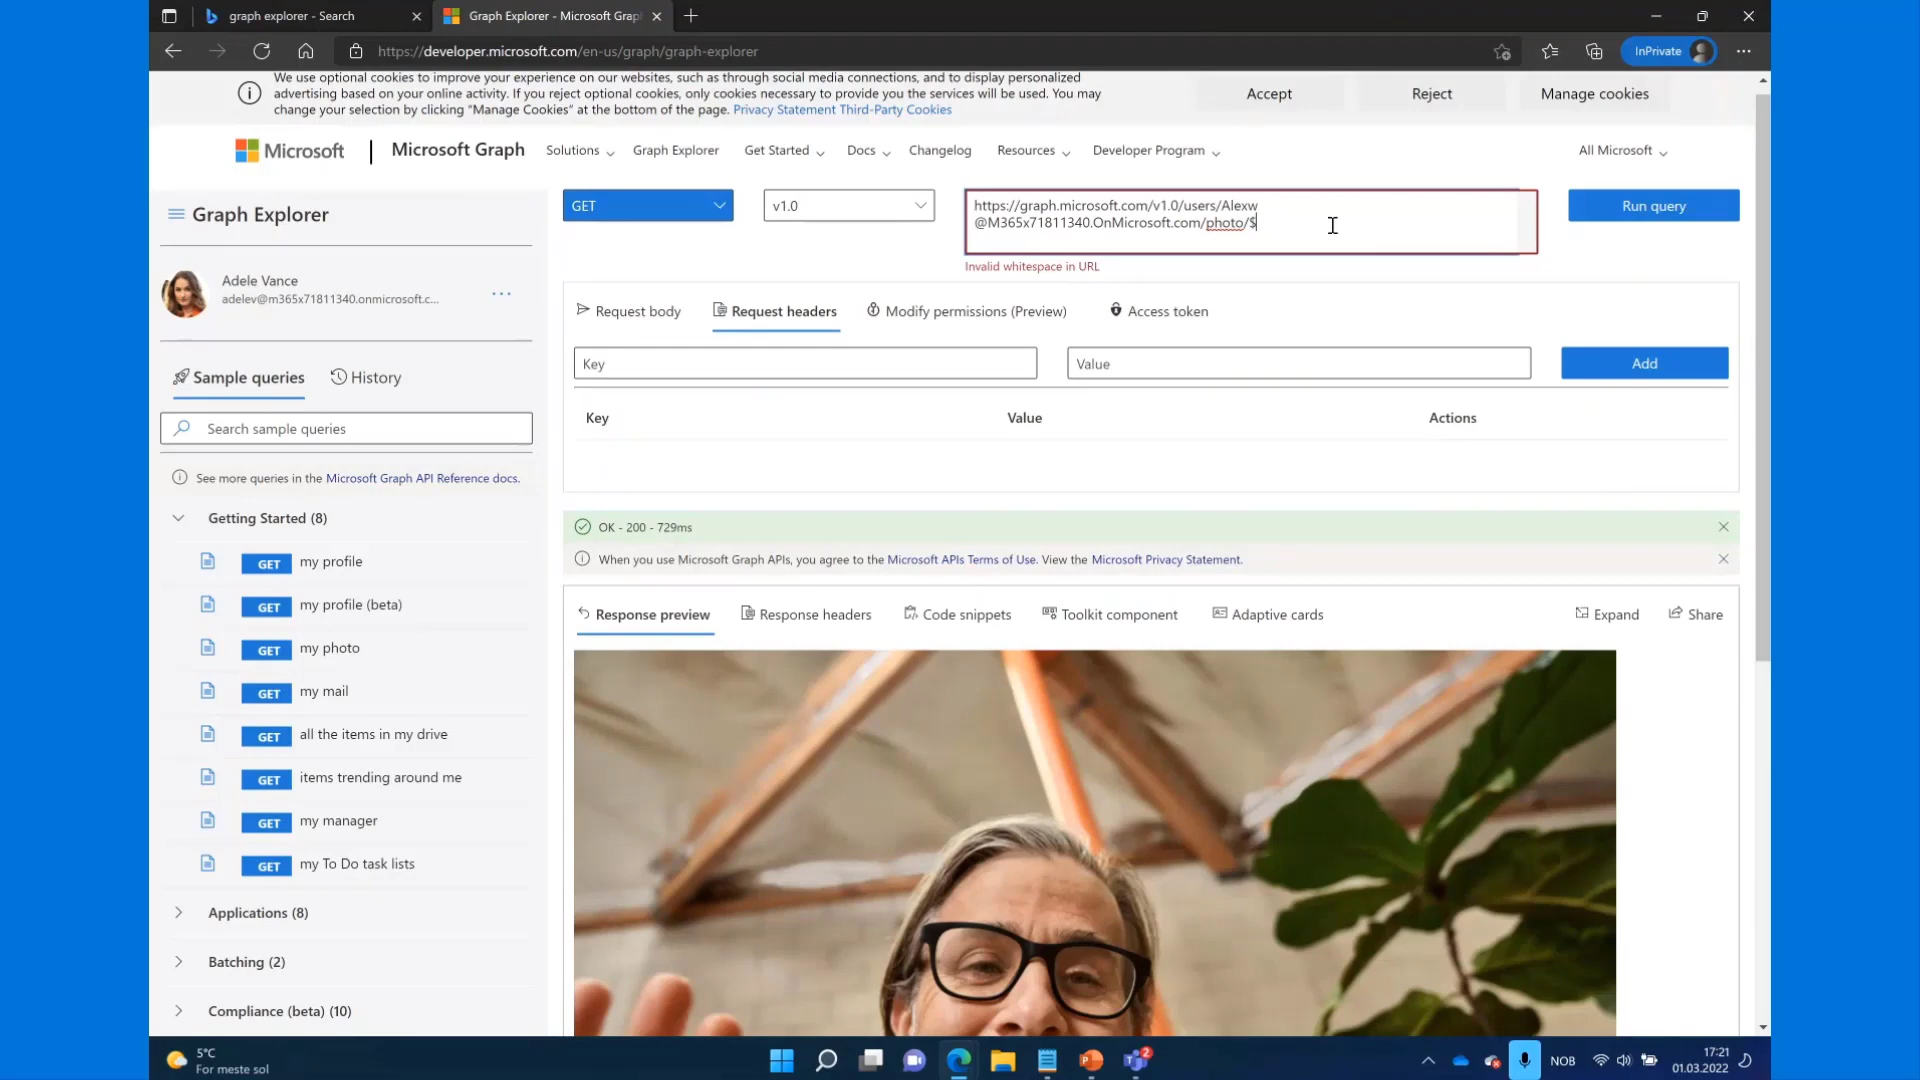 graph explorer - Search
Graph Explorer - Microsoft Grap
https://developer.microsoft.com/en-us/graph/graph-explorer
InPrivate
We use optional cookies to improve your experience on our websites, such as through social media connections, and to display personalized
advertising based on your online activity. If you reject optional cookies, only cookies necessary to provide you the services will be used. You may
change your selection by clicking "Manage Cookies" at the bottom of the page. Privacy Statement Third-Party Cookies
Accept
Reject
Manage cookies
Microsoft
Microsoft Graph
Solutions
Graph Explorer
Get Started
Docs
Changelog
Resources
Developer Program
All Microsoft
Graph Explorer
GET
v1.0
https://graph.microsoft.com/v1.0/users/Alexw
@M365x71811340.OnMicrosoft.com/photo/$
Run query
Invalid whitespace in URL
Adele Vance
adelev@m365x71811340.onmicrosoft.c...
Request body
Request headers
Modify permissions (Preview)
Access token
Key
Value
Add
Key
Value
Actions
Sample queries
History
Search sample queries
See more queries in the Microsoft Graph API Reference docs.
Getting Started (8)
GET my profile
GET my profile (beta)
GET my photo
GET my mail
GET all the items in my drive
GET items trending around me
GET my manager
GET my To Do task lists
Applications (8)
Batching (2)
Compliance (beta) (10)
OK - 200 - 729ms
When you use Microsoft Graph APIs, you agree to the Microsoft APIs Terms of Use. View the Microsoft Privacy Statement.
Response preview
Response headers
Code snippets
Toolkit component
Adaptive cards
Expand
Share
5°C
For meste sol
2
NOB
17:21
01.03.2022